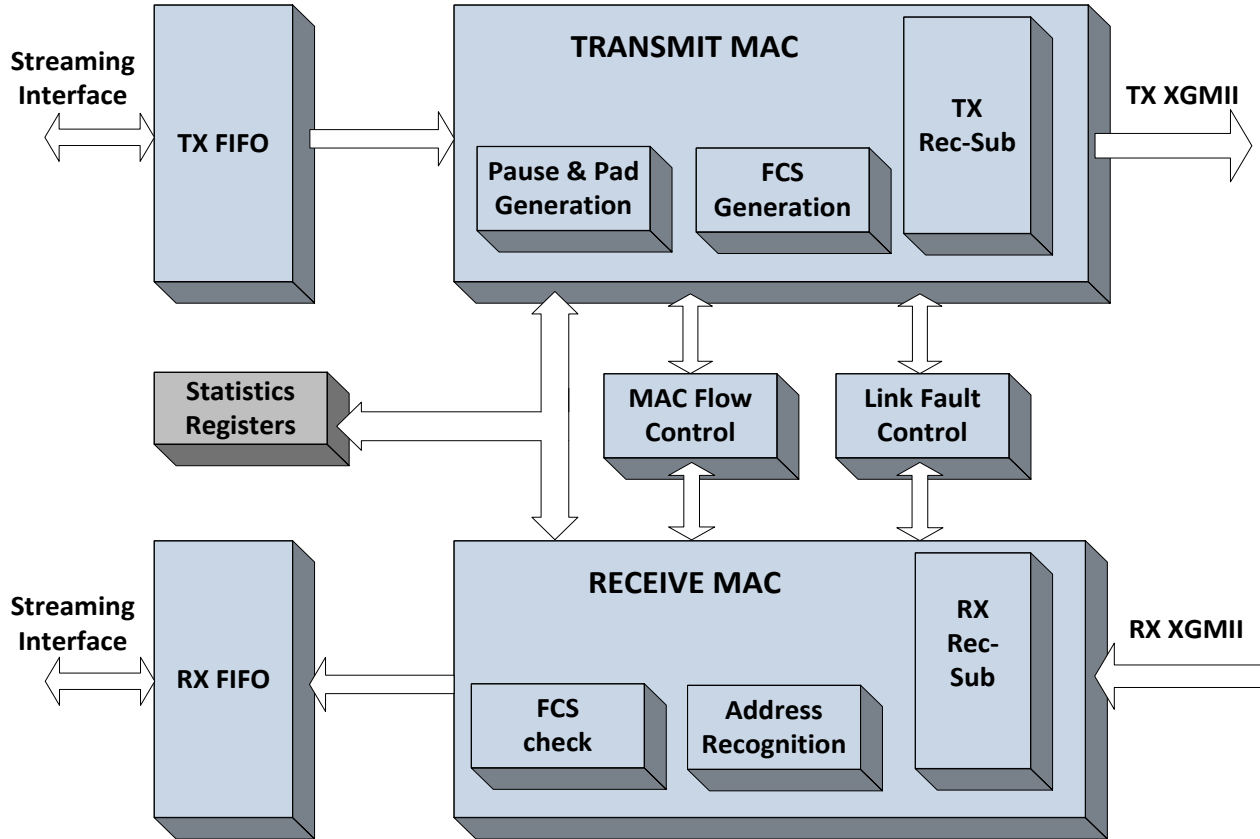 TRANSMIT MAC
Streaming
Interface
TX FIFO
TX
Rec-Sub
TX XGMII
Pause & Pad
Generation
FCS
Generation
Statistics
Registers
MAC Flow
Control
Link Fault
Control
RECEIVE MAC
Streaming
Interface
RX FIFO
RX
Rec-
Sub
RX XGMII
FCS
check
Address
Recognition